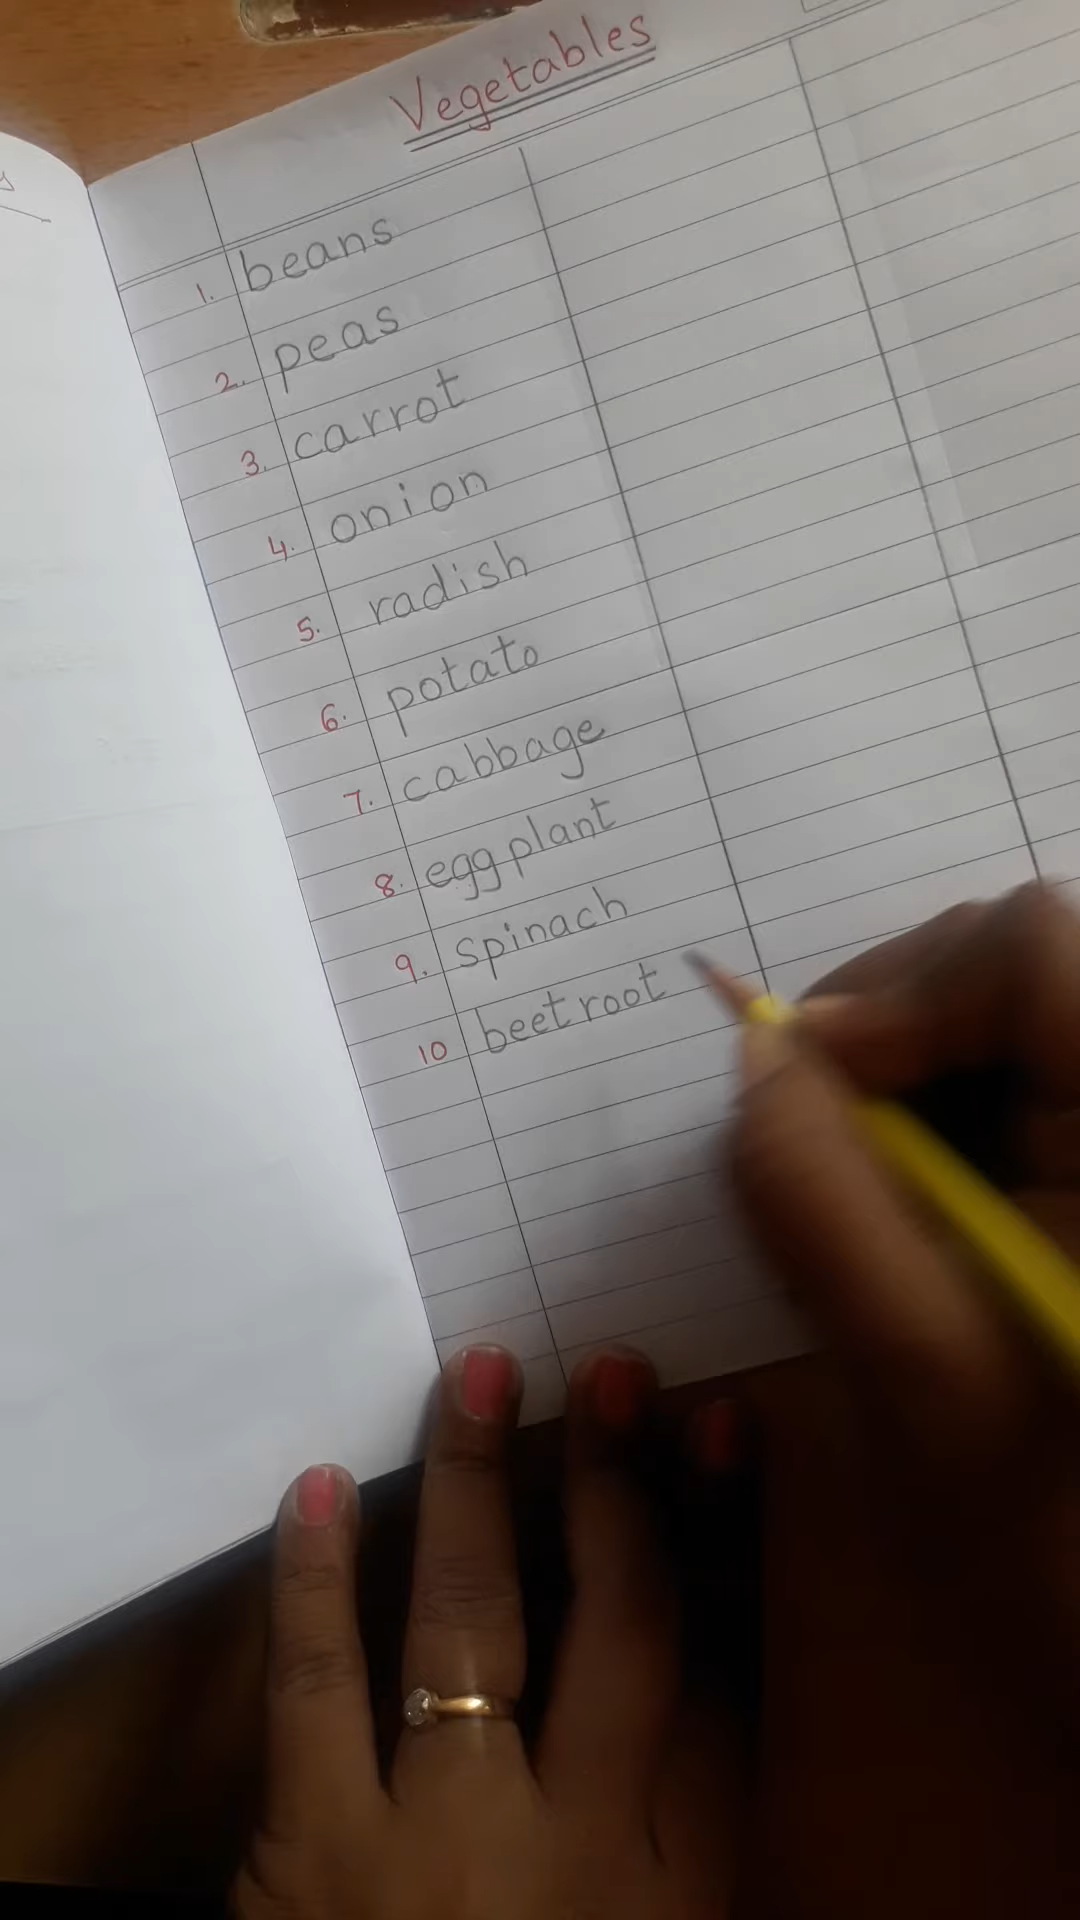 Vegetables
1. beans
2. peas
3. carrot
4. onion
5. radish
6. potato
7. cabbage
8. egg plant
9. spinach
10 beet root